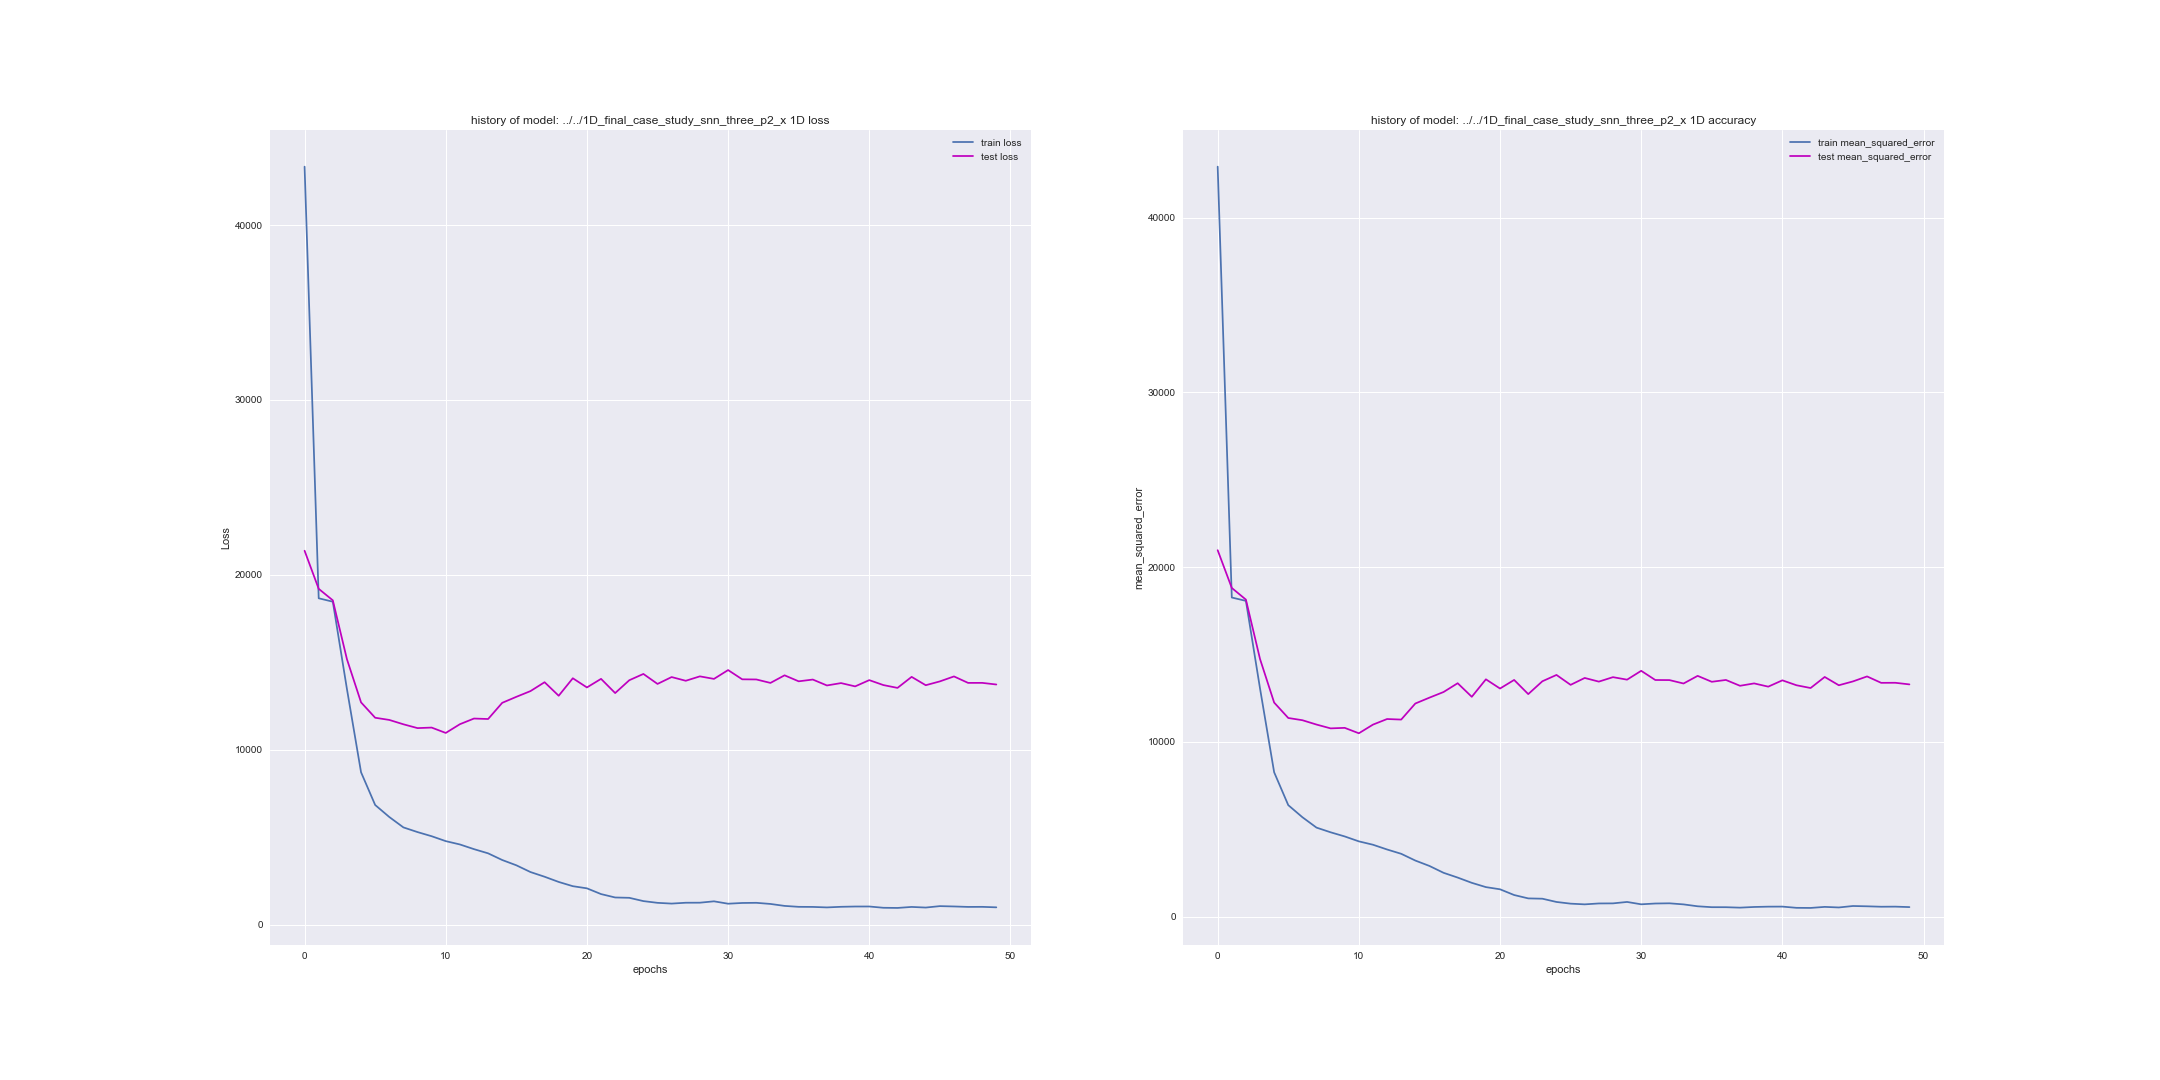 history of model: ../../1D_final_case_study_snn_three_p2_x 1D loss
train loss
test loss
40000
30000
20000
10000
0
Loss
0 10 20 30 40 50
epochs
history of model: ../../1D_final_case_study_snn_three_p2_x 1D accuracy
train mean_squared_error
test mean_squared_error
40000
30000
20000
10000
0
mean_squared_error
0 10 20 30 40 50
epochs